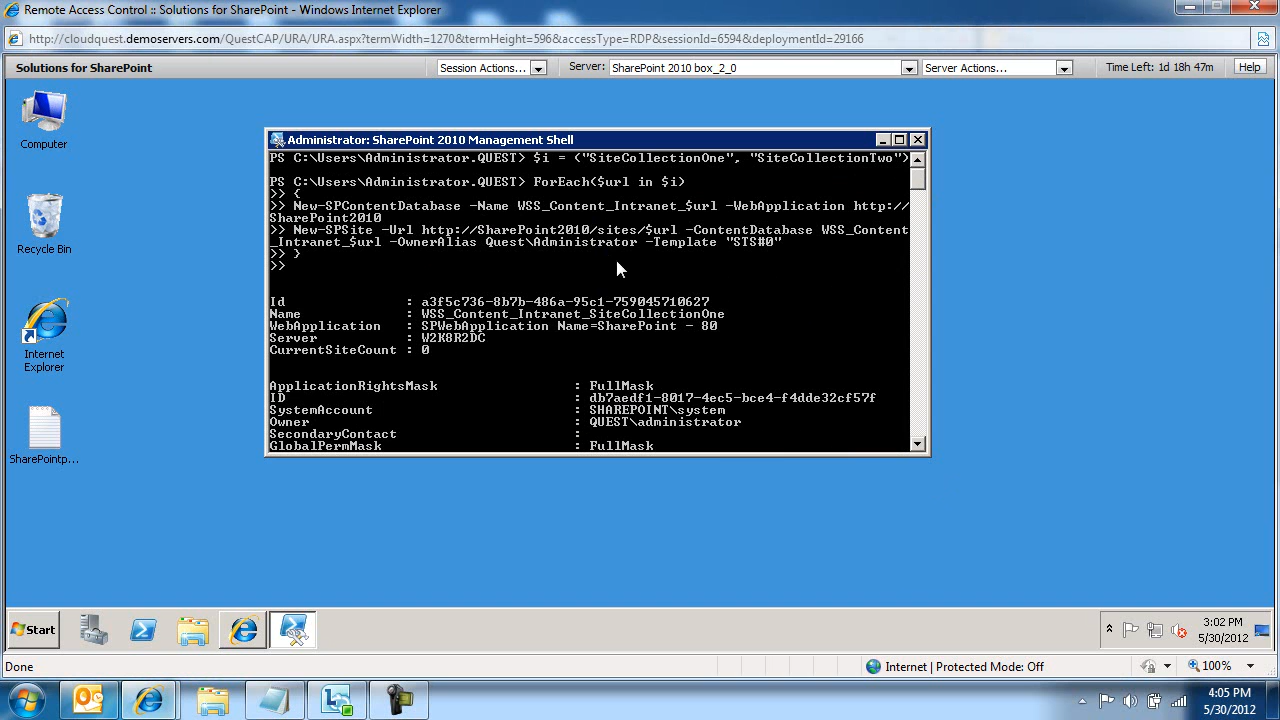 Remote Access Control :: Solutions for SharePoint - Windows Internet Explorer
http://cloudquest.demoservers.com/QuestCAP/URA/URA.aspx?termWidth=1270&termHeight=596&accessType=RDP&sessionId=6594&deploymentId=29166
Solutions for SharePoint Session Actions... Server: SharePoint 2010 box_2_0 Server Actions... Time Left: 1d 18h 47m Help
Computer
Recycle Bin
Internet
Explorer
SharePointp...
Administrator: SharePoint 2010 Management Shell
PS C:\Users\Administrator.QUEST> $i = ("SiteCollectionOne", "SiteCollectionTwo")
PS C:\Users\Administrator.QUEST> ForEach($url in $i)
>> {
>> New-SPContentDatabase -Name WSS_Content_Intranet_$url -WebApplication http://
SharePoint2010
>> New-SPSite -Url http://SharePoint2010/sites/$url -ContentDatabase WSS_Content
_Intranet_$url -OwnerAlias Quest\Administrator -Template "STS#0"
>> }
>>
Id : a3f5c736-8b7b-486a-95c1-759045710627
Name : WSS_Content_Intranet_SiteCollectionOne
WebApplication : SPWebApplication Name=SharePoint - 80
Server : W2K8R2DC
CurrentSiteCount : 0
ApplicationRightsMask : FullMask
ID : db7aedf1-8017-4ec5-bce4-f4dde32cf57f
SystemAccount : SHAREPOINT\system
Owner : QUEST\administrator
SecondaryContact :
GlobalPermMask : FullMask
Start
3:02 PM
5/30/2012
Done Internet | Protected Mode: Off 100%
4:05 PM
5/30/2012